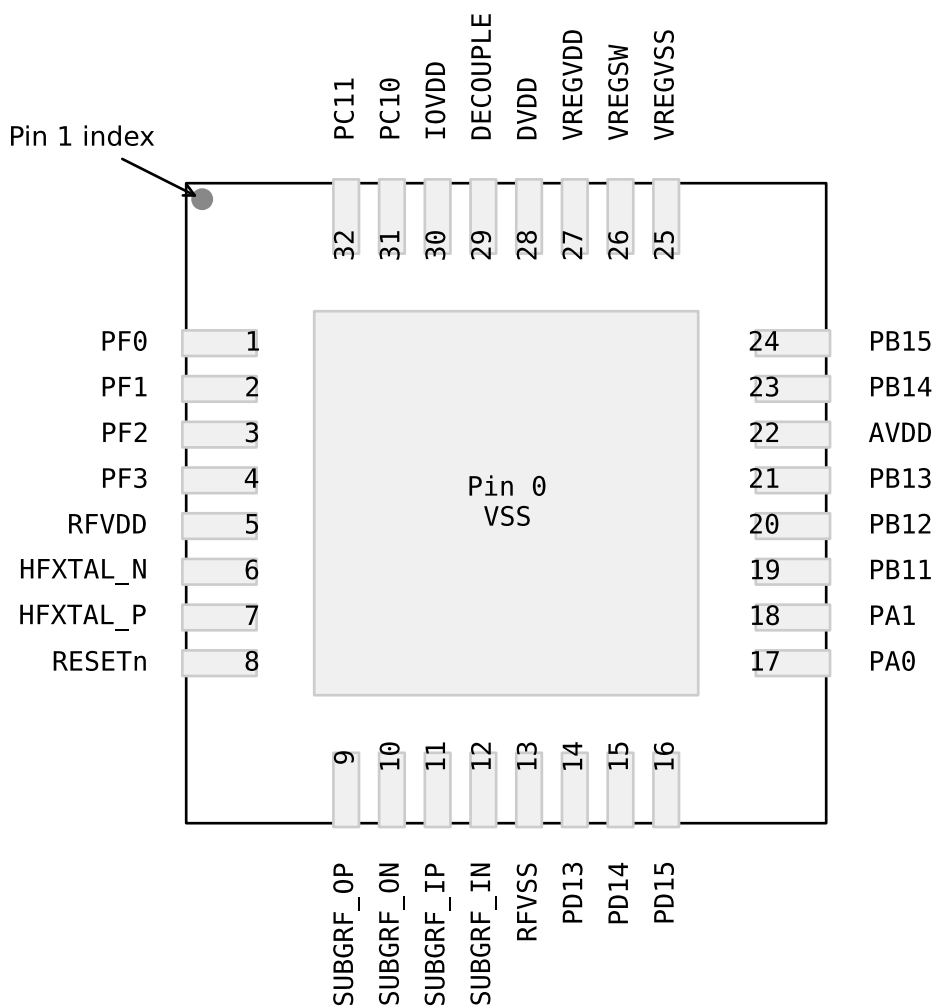 PC11 PC10 IOVDD DECOUPLE DVDD VREGVDD VREGSW VREGVSS
Pin 1 index
32 31 30 29 28 27 26 25
PF0 1 24 PB15
PF1 2 23 PB14
PF2 3 22 AVDD
PF3 4 21 PB13
Pin 0
VSS
RFVDD 5 20 PB12
HFXTAL_N 6 19 PB11
HFXTAL_P 7 18 PA1
RESETn 8 17 PA0
9 10 11 12 13 14 15 16
SUBGRF_OP SUBGRF_ON SUBGRF_IP SUBGRF_IN RFVSS PD13 PD14 PD15